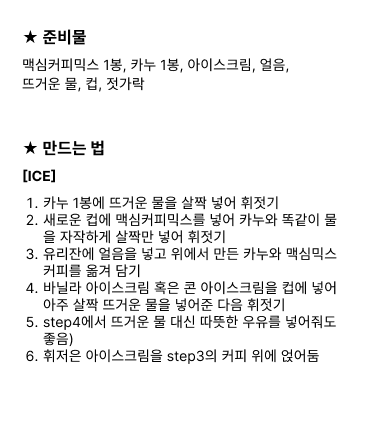 ★ 준비물
맥심커피믹스 1봉, 카누 1봉, 아이스크림, 얼음,
뜨거운 물, 컵, 젓가락
★ 만드는 법
[ICE]
1. 카누 1봉에 뜨거운 물을 살짝 넣어 휘젓기
2. 새로운 컵에 맥심커피믹스를 넣어 카누와 똑같이 물
을 자작하게 살짝만 넣어 휘젓기
3. 유리잔에 얼음을 넣고 위에서 만든 카누와 맥심믹스
커피를 옮겨 담기
4. 바닐라 아이스크림 혹은 콘 아이스크림을 컵에 넣어
아주 살짝 뜨거운 물을 넣어준 다음 휘젓기
5. step4에서 뜨거운 물 대신 따뜻한 우유를 넣어줘도
좋음)
6. 휘저은 아이스크림을 step3의 커피 위에 얹어둠